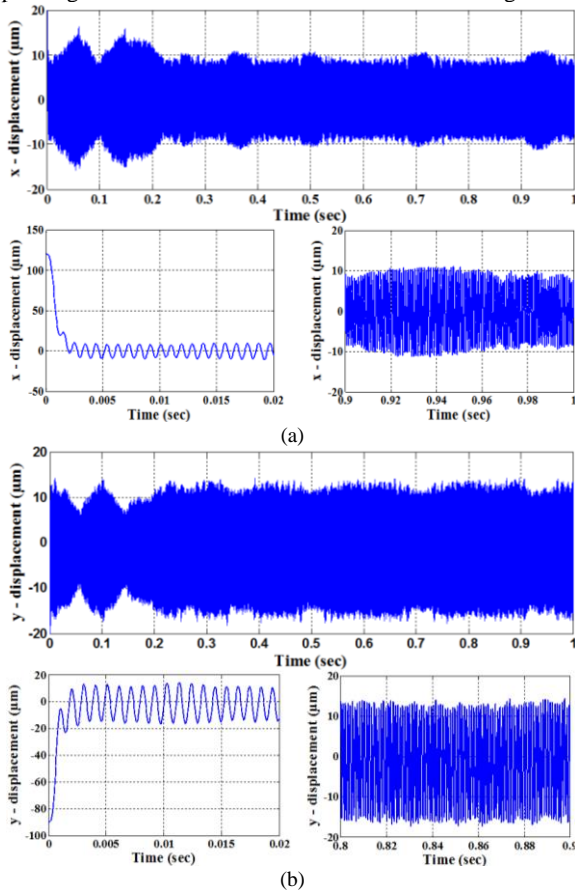 x - displacement (µm)
20
10
0
-10
-20
0 0.1 0.2 0.3 0.4 0.5 0.6 0.7 0.8 0.9 1
Time (sec)
x - displacement (µm)
150
100
50
0
-50
0 0.005 0.01 0.015 0.02
Time (sec)
x - displacement (µm)
20
10
0
-10
-20
0.9 0.92 0.94 0.96 0.98 1
Time (sec)
(a)
y - displacement (µm)
20
10
0
-10
-20
0 0.1 0.2 0.3 0.4 0.5 0.6 0.7 0.8 0.9 1
Time (sec)
y - displacement (µm)
20
0
-20
-40
-60
-80
-100
0 0.005 0.01 0.015 0.02
Time (sec)
y - displacement (µm)
20
10
0
-10
-20
0.8 0.82 0.84 0.86 0.88 0.9
Time (sec)
(b)